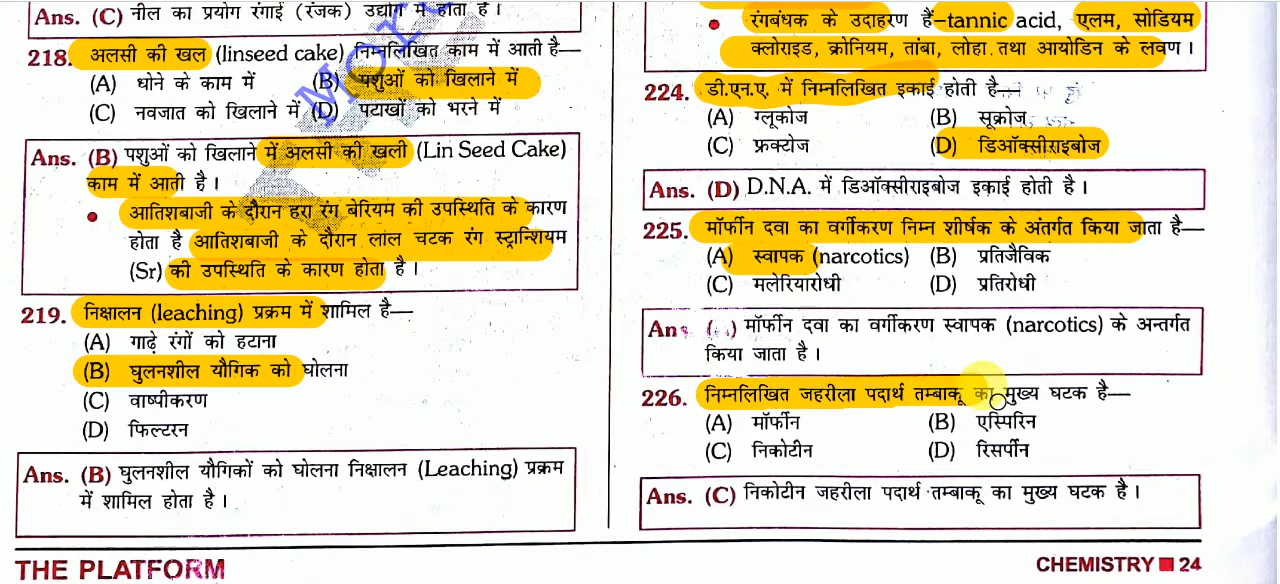 Ans. (C) नील का प्रयोग रंगाई (रंजक) उद्योग में होता है।
218. अलसी की खल (linseed cake) निम्नलिखित काम में आती है—
(A) धोने के काम में (B) पशुओं को खिलाने में
(C) नवजात को खिलाने में (D) पटाखों को भरने में
Ans. (B) पशुओं को खिलाने में अलसी की खली (Lin Seed Cake)
काम में आती है।
• आतिशबाजी के दौरान हरा रंग बेरियम की उपस्थिति के कारण
होता है आतिशबाजी के दौरान लाल चटक रंग स्ट्रान्शियम
(Sr) की उपस्थिति के कारण होता है।
219. निक्षालन (leaching) प्रक्रम में शामिल है—
(A) गाढ़े रंगों को हटाना
(B) घुलनशील यौगिक को घोलना
(C) वाष्पीकरण
(D) फिल्टरन
Ans. (B) घुलनशील यौगिकों को घोलना निक्षालन (Leaching) प्रक्रम
में शामिल होता है।
• रंगबंधक के उदाहरण हैं–tannic acid, एलम, सोडियम
क्लोराइड, क्रोनियम, तांबा, लोहा तथा आयोडिन के लवण।
224. डी.एन.ए. में निम्नलिखित इकाई होती है—
(A) ग्लूकोज (B) सूक्रोज
(C) फ्रक्टोज (D) डिऑक्सीराइबोज
Ans. (D) D.N.A. में डिऑक्सीराइबोज इकाई होती है।
225. मॉर्फीन दवा का वर्गीकरण निम्न शीर्षक के अंतर्गत किया जाता है—
(A) स्वापक (narcotics) (B) प्रतिजैविक
(C) मलेरियारोधी (D) प्रतिरोधी
Ans. मॉर्फीन दवा का वर्गीकरण स्वापक (narcotics) के अन्तर्गत
किया जाता है।
226. निम्नलिखित जहरीला पदार्थ तम्बाकू का मुख्य घटक है—
(A) मॉर्फीन (B) एस्पिरिन
(C) निकोटीन (D) रिसर्पीन
Ans. (C) निकोटीन जहरीला पदार्थ तम्बाकू का मुख्य घटक है।
THE PLATFORM
CHEMISTRY ■ 24